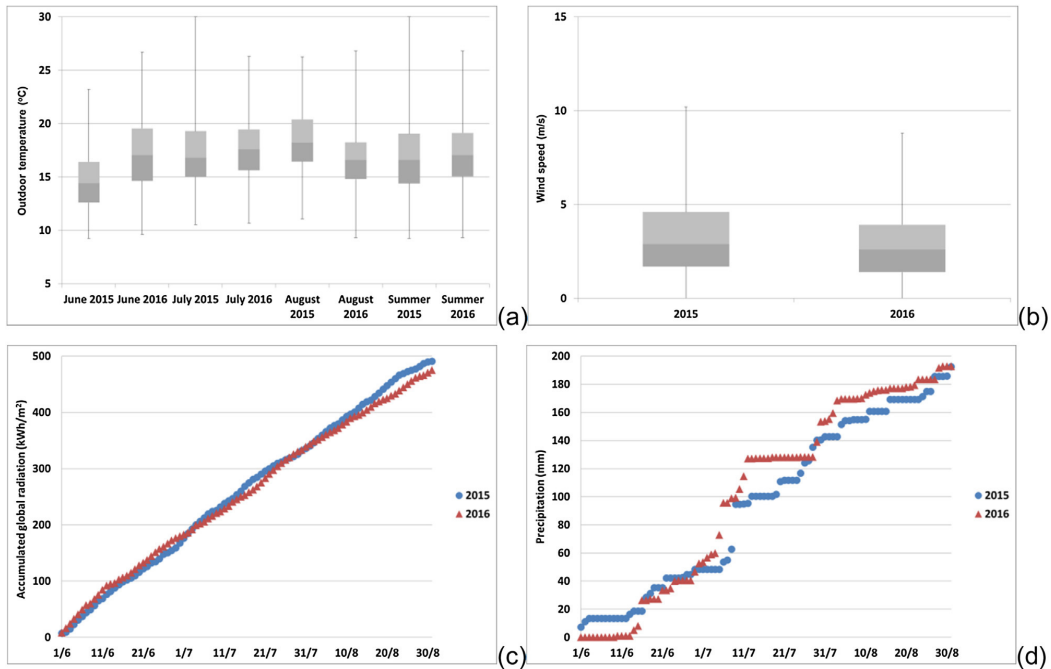 30
25
20
15
10
5
Outdoor temperature (ºC)
June 2015 June 2016 July 2015 July 2016 August 2015 August 2016 Summer 2015 Summer 2016
(a)
15
10
5
0
Wind speed (m/s)
2015 2016
(b)
500
400
300
200
100
0
Accumulated global radiation (kWh/m²)
1/6 11/6 21/6 1/7 11/7 21/7 31/7 10/8 20/8 30/8
2015
2016
(c)
200
180
160
140
120
100
80
60
40
20
0
Precipitation (mm)
1/6 11/6 21/6 1/7 11/7 21/7 31/7 10/8 20/8 30/8
2015
2016
(d)